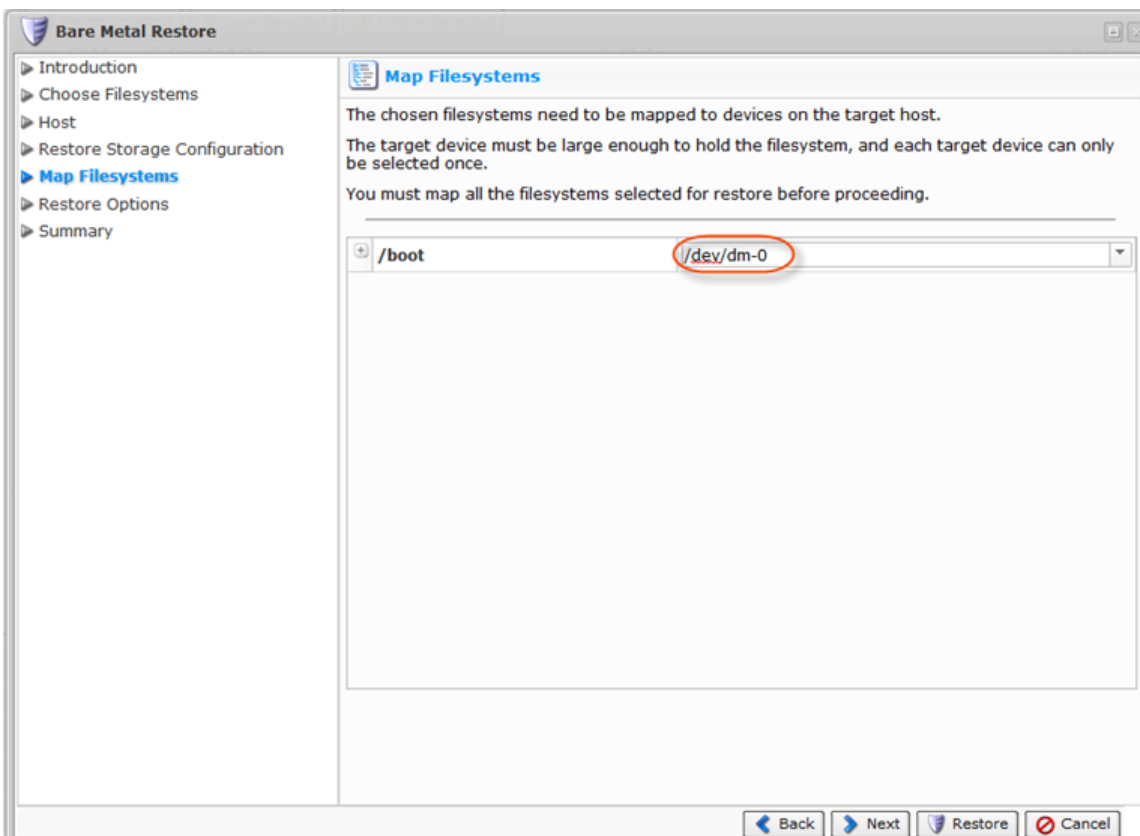 Bare Metal Restore
Introduction
Choose Filesystems
Host
Restore Storage Configuration
Map Filesystems
Restore Options
Summary
Map Filesystems
The chosen filesystems need to be mapped to devices on the target host.
The target device must be large enough to hold the filesystem, and each target device can only
be selected once.
You must map all the filesystems selected for restore before proceeding.
/boot /dev/dm-0
Back Next Restore Cancel